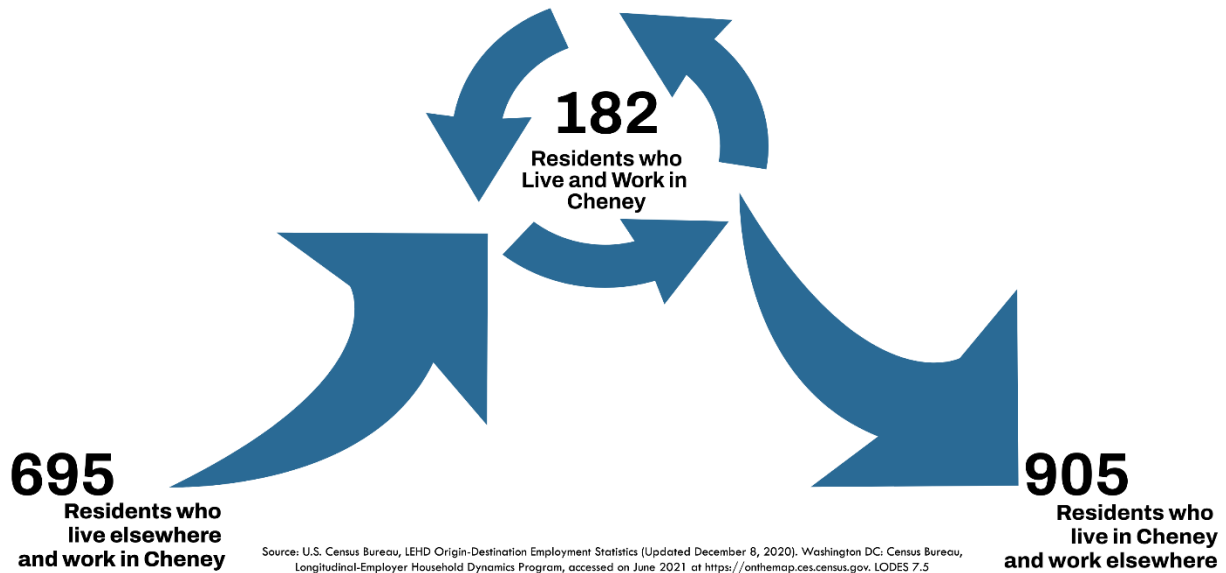 182
Residents who
Live and Work in
Cheney
695
Residents who
live elsewhere
and work in Cheney
905
Residents who
live in Cheney
and work elsewhere
Source: U.S. Census Bureau, LEHD Origin-Destination Employment Statistics (Updated December 8, 2020). Washington DC: Census Bureau,
Longitudinal-Employer Household Dynamics Program, accessed on June 2021 at https://onthemap.ces.census.gov. LODES 7.5